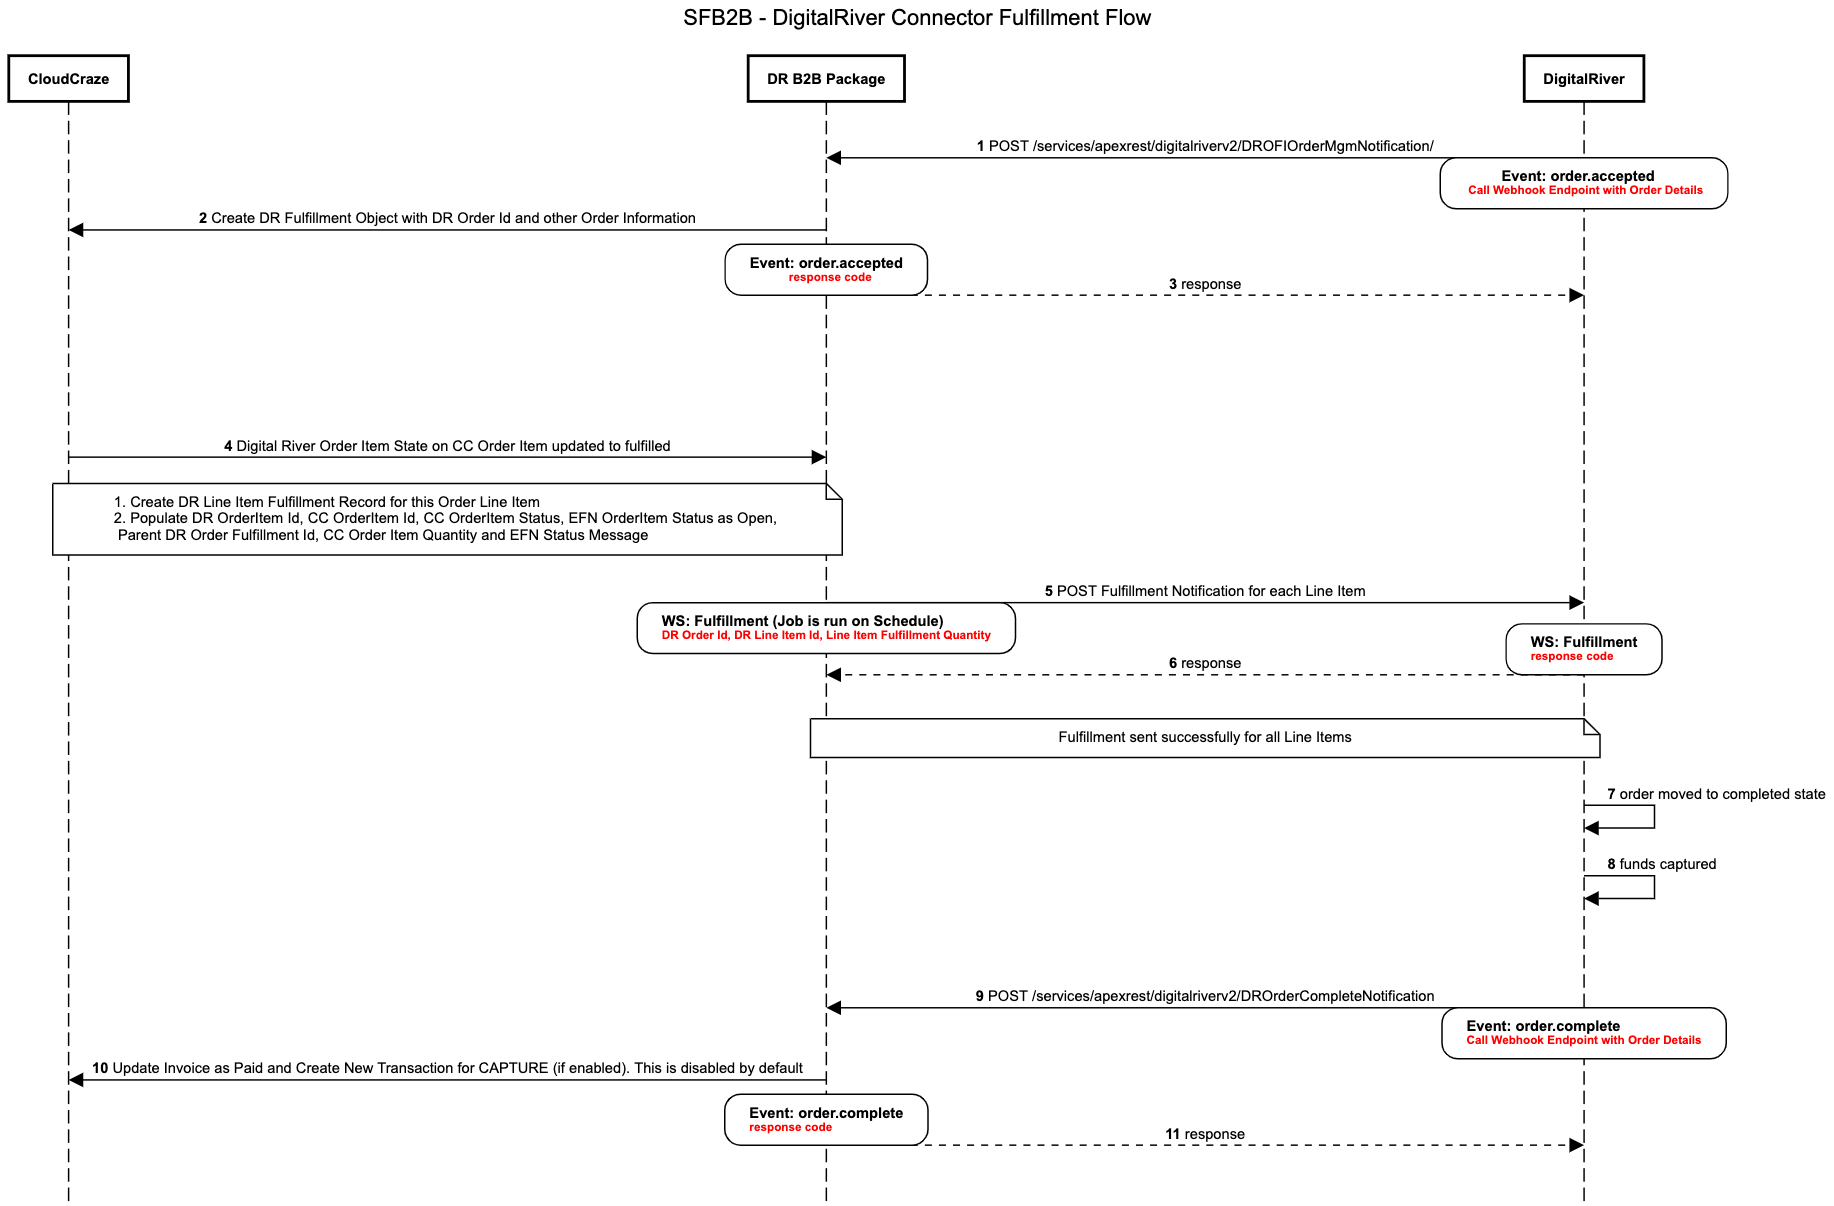 SFB2B - DigitalRiver Connector Fulfillment Flow
CloudCraze
DR B2B Package
DigitalRiver
1 POST /services/apexrest/digitalriverv2/DROFIOrderMgmNotification/
Event: order.accepted
Call Webhook Endpoint with Order Details
2 Create DR Fulfillment Object with DR Order Id and other Order Information
Event: order.accepted
response code
3 response
4 Digital River Order Item State on CC Order Item updated to fulfilled
1. Create DR Line Item Fulfillment Record for this Order Line Item
2. Populate DR OrderItem Id, CC OrderItem Id, CC OrderItem Status, EFN OrderItem Status as Open,
Parent DR Order Fulfillment Id, CC Order Item Quantity and EFN Status Message
5 POST Fulfillment Notification for each Line Item
WS: Fulfillment (Job is run on Schedule)
DR Order Id, DR Line Item Id, Line Item Fulfillment Quantity
WS: Fulfillment
response code
6 response
Fulfillment sent successfully for all Line Items
7 order moved to completed state
8 funds captured
9 POST /services/apexrest/digitalriverv2/DROrderCompleteNotification
Event: order.complete
Call Webhook Endpoint with Order Details
10 Update Invoice as Paid and Create New Transaction for CAPTURE (if enabled). This is disabled by default
Event: order.complete
response code
11 response